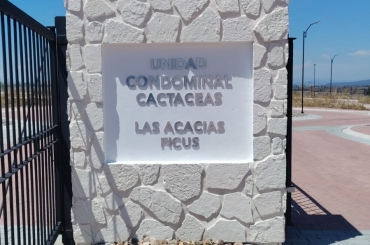 UNIDAD
CONDOMINAL
CACTACEAS
LAS ACACIAS
FICUS